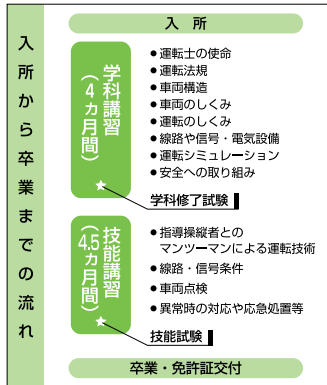 入所から卒業までの流れ
入所
学科講習
(4ヵ月間)
★
●運転士の使命
●運転法規
●車両構造
●車両のしくみ
●運転のしくみ
●線路や信号・電気設備
●運転シミュレーション
●安全への取り組み
学科修了試験
技能講習
(4.5ヵ月間)
★
●指導操縦者との
マンツーマンによる運転技術
●線路・信号条件
●車両点検
●異常時の対応や応急処置等
技能試験
卒業・免許証交付